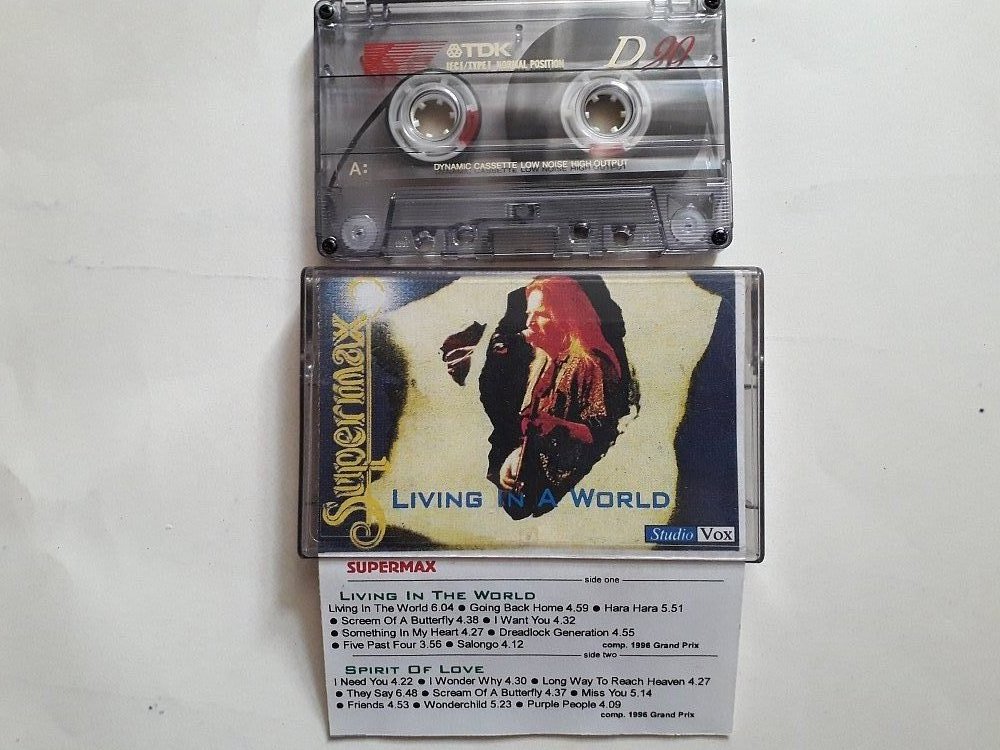 TDK
IECI/TYPEI NORMAL POSITION
D 90
A:
DYNAMIC CASSETTE LOW NOISE HIGH OUTPUT
Supermax
LIVING IN A WORLD
Studio Vox
SUPERMAX
side one
LIVING IN THE WORLD
Living In The World 6.04 ● Going Back Home 4.59 ● Hara Hara 5.51
● Screem Of A Butterfly 4.38 ● I Want You 4.32
● Something In My Heart 4.27 ● Dreadlock Generation 4.55
● Five Past Four 3.56 ● Salongo 4.12 comp. 1996 Grand Prix
side two
SPIRIT OF LOVE
I Need You 4.22 ● I Wonder Why 4.30 ● Long Way To Reach Heaven 4.27
● They Say 6.48 ● Scream Of A Butterfly 4.37 ● Miss You 5.14
● Friends 4.53 ● Wonderchild 5.23 ● Purple People 4.09
comp. 1996 Grand Prix